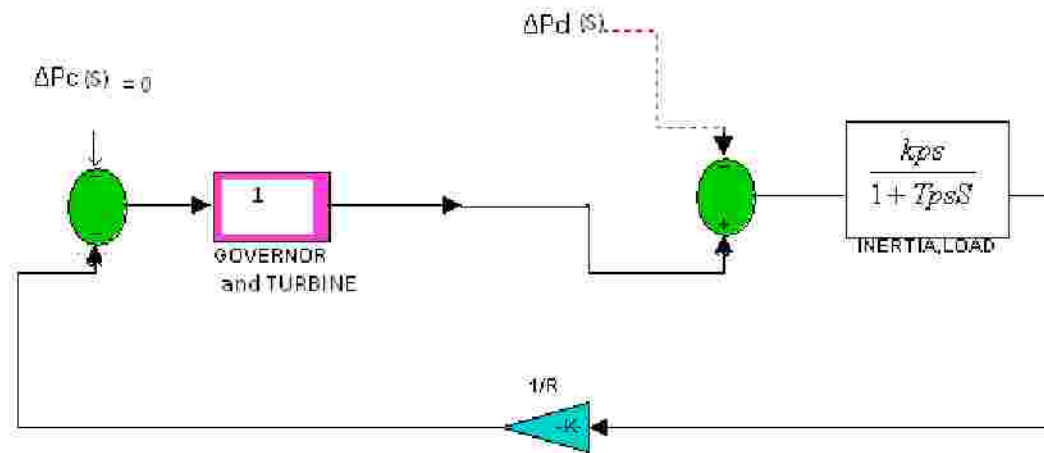 ΔPd (S)
ΔPc (S) = 0
kps
1 + TpsS
1
+
GOVERNOR
and TURBINE
INERTIA,LOAD
1/R
-K-